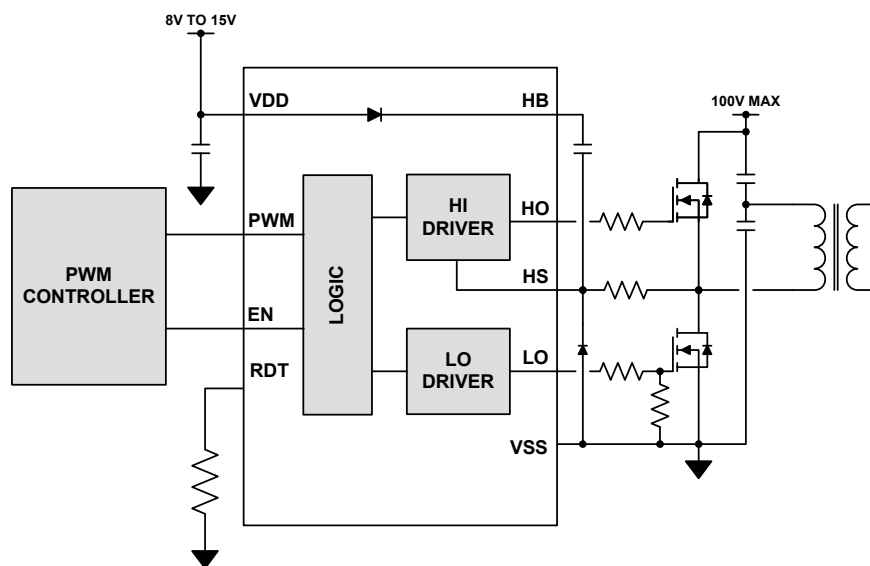 8V TO 15V
VDD
HB
100V MAX
PWM
CONTROLLER
PWM
EN
RDT
LOGIC
HI
DRIVER
HO
HS
LO
DRIVER
LO
VSS